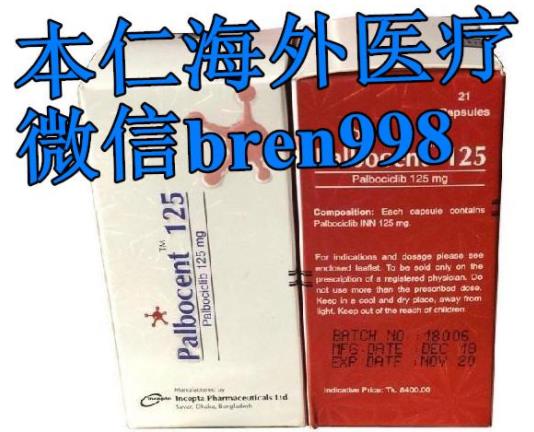 本仁海外医疗
微信bren998
Palbocent™ 125
Palbociclib 125 mg
Manufactured by
Incepta Pharmaceuticals Ltd
Savar, Dhaka, Bangladesh
21
Capsules
Palbocent 125
Palbociclib 125 mg
Composition: Each capsule contains
Palbociclib INN 125 mg.
For indications and dosage please see
enclosed leaflet. To be sold only on the
prescription of a registered physician. Do
not use more than the prescribed dose.
Keep in a cool and dry place, away from
light. Keep out of the reach of children.
BATCH NO : 18006
MFG DATE : DEC 18
EXP DATE : NOV 20
Indicative Price: Tk. 8400.00